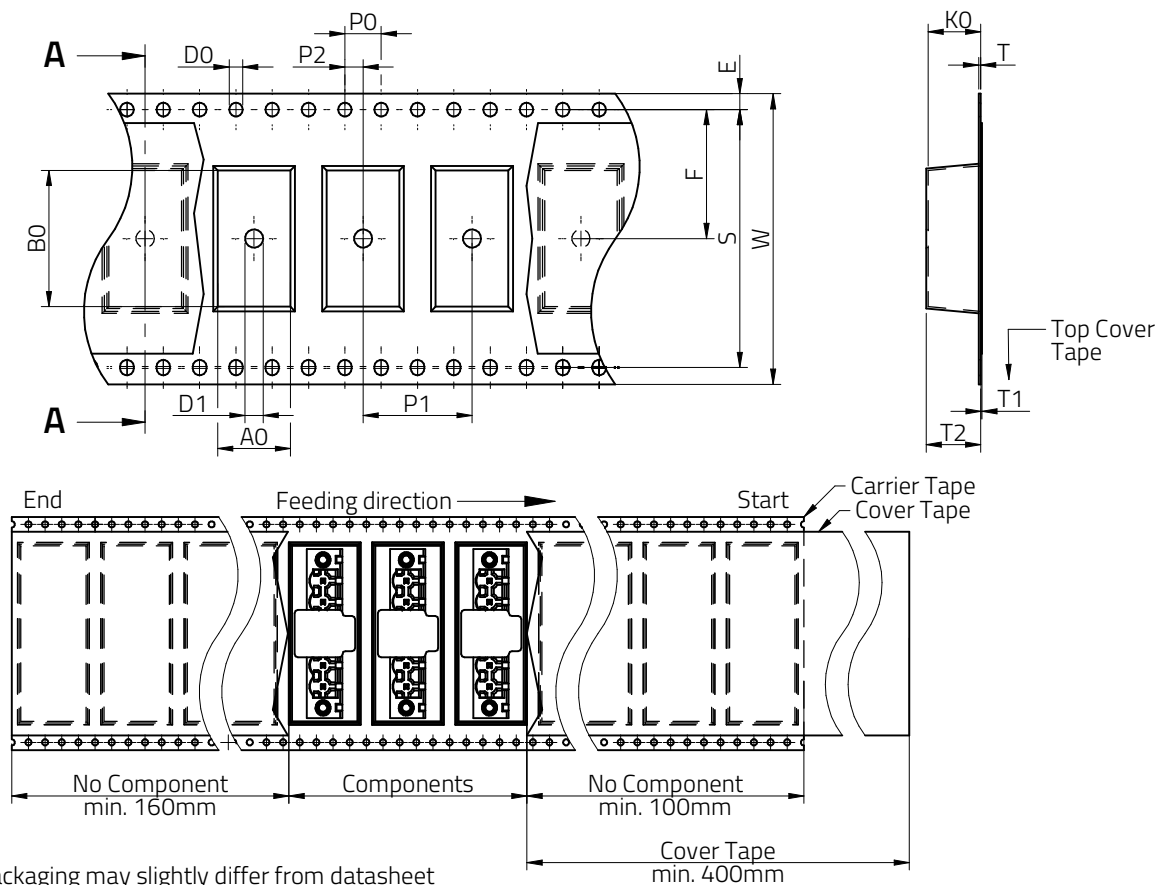 A
D0
P2
P0
E
K0
T
B0
F
S
W
Top Cover
Tape
A
D1
A0
P1
T1
T2
End
Feeding direction
Start
Carrier Tape
Cover Tape
No Component
min. 160mm
Components
No Component
min. 100mm
Cover Tape
min. 400mm
may slightly differ from datasheet